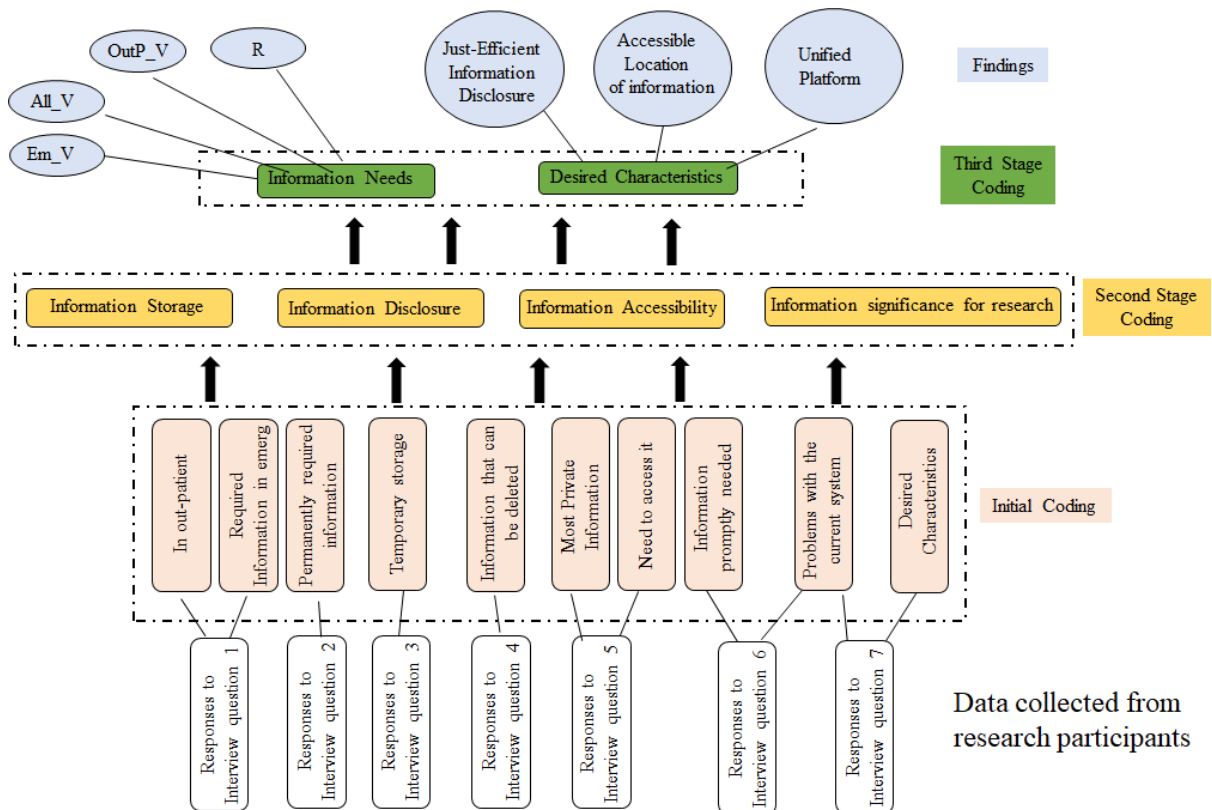 OutP_V
R
All_V
Em_V
Just-Efficient
Information
Disclosure
Accessible
Location
of information
Unified
Platform
Findings
Information Needs
Desired Characteristics
Third Stage
Coding
Information Storage
Information Disclosure
Information Accessibility
Information significance for research
Second Stage
Coding
In out-patient
Required
Information in emerg
Permanently required
information
Temporary storage
Information that can
be deleted
Most Private
Information
Need to access it
Information
promptly needed
Problems with the
current system
Desired
Characteristics
Initial Coding
Responses to
Interview question 1
Responses to
Interview question 2
Responses to
Interview question 3
Responses to
Interview question 4
Responses to
Interview question 5
Responses to
Interview question 6
Responses to
Interview question 7
Data collected from
research participants